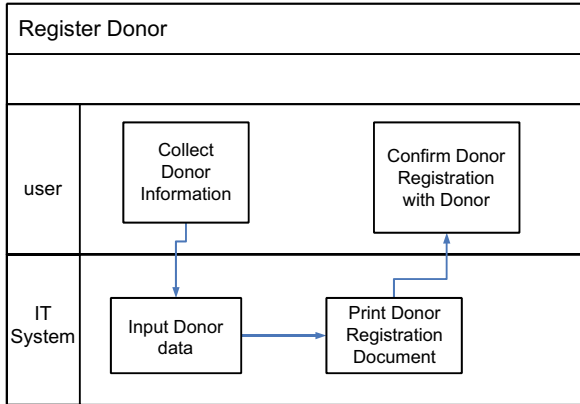 Register Donor
user
Collect
Donor
Information
Confirm Donor
Registration
with Donor
IT
System
Input Donor
data
Print Donor
Registration
Document